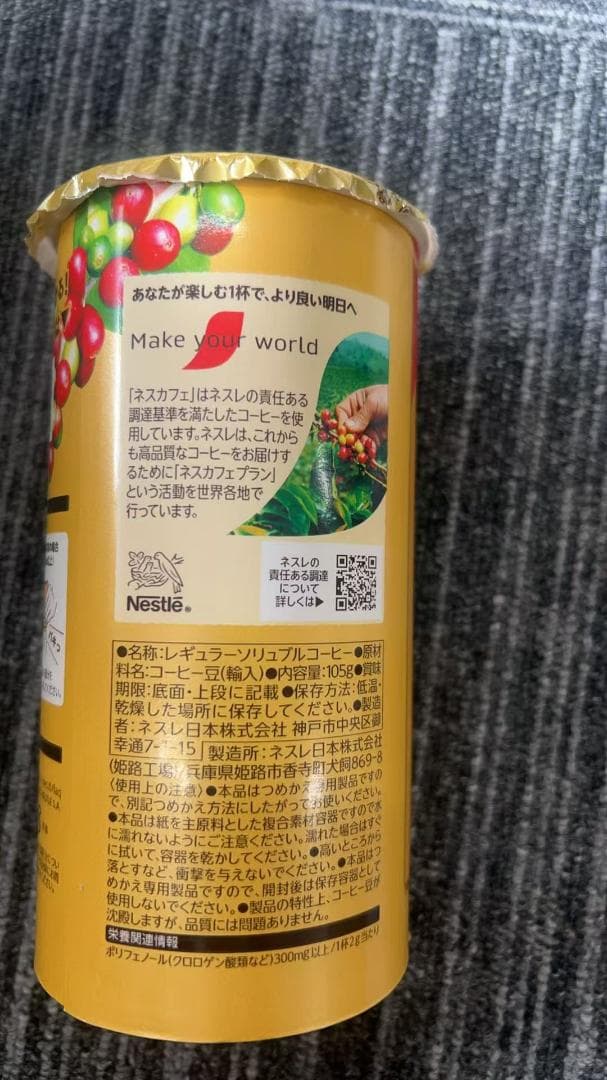 あなたが楽しむ1杯で、より良い明日へ
Make your world
「ネスカフェ」はネスレの責任ある
調達基準を満たしたコーヒーを使
用しています。ネスレは、これから
も高品質なコーヒーをお届けす
るために「ネスカフェプラン」
という活動を世界各地で
行っています。
Nestlé®
ネスレの
責任ある調達
について
詳しくは▶
●名称:レギュラーソリュブルコーヒー●原材
料名:コーヒー豆(輸入)●内容量:105g●賞味
期限:底面・上段に記載●保存方法:低温・
乾燥した場所に保存してください。●製造
者:ネスレ日本株式会社 神戸市中央区御
幸通7-1-15 製造所:ネスレ日本株式会社
(姫路工場)/兵庫県姫路市香寺町犬飼869-8
〈使用上の注意〉●本品はつめかえ専用製品ですの
で、別記つめかえ方法にしたがってお使いください。
●本品は紙を主原料とした複合素材容器ですので水
に濡れないようにご注意ください。濡れた場合はすぐ
に拭いて、容器を乾かしてください。●高いところから
落とすなど、衝撃を与えないでください。●本品はつ
めかえ専用製品ですので、開封後は保存容器として
使用しないでください。●製品の特性上、コーヒー豆が
沈殿しますが、品質には問題ありません。
栄養関連情報
ポリフェノール(クロロゲン酸類など)300mg以上/1杯2g当たり